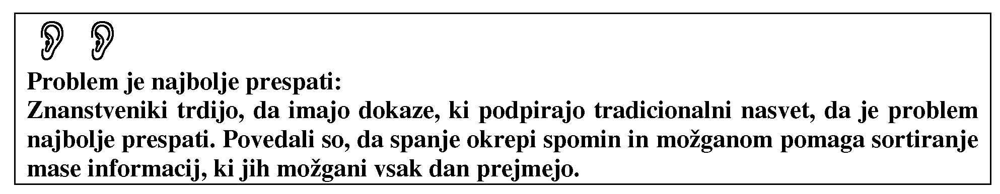 Problem je najbolje prespati:
Znanstveniki trdijo, da imajo dokaze, ki podpirajo tradicionalni nasvet, da je problem
najbolje prespati. Povedali so, da spanje okrepi spomin in možganom pomaga sortiranje
mase informacij, ki jih možgani vsak dan prejmejo.